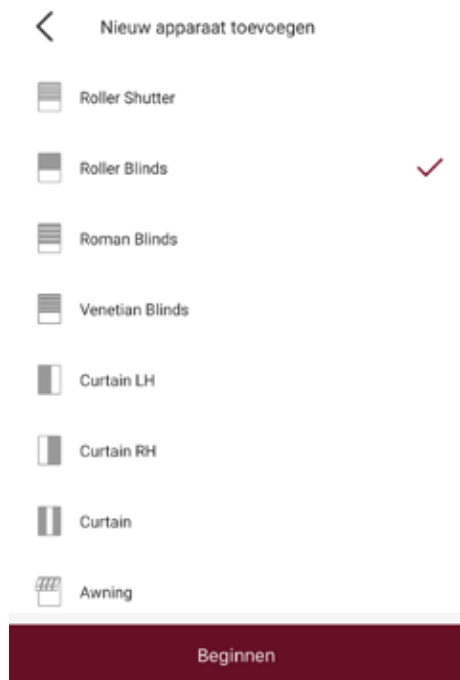 Nieuw apparaat toevoegen
Roller Shutter
Roller Blinds
Roman Blinds
Venetian Blinds
Curtain LH
Curtain RH
Curtain
Awning
Beginnen